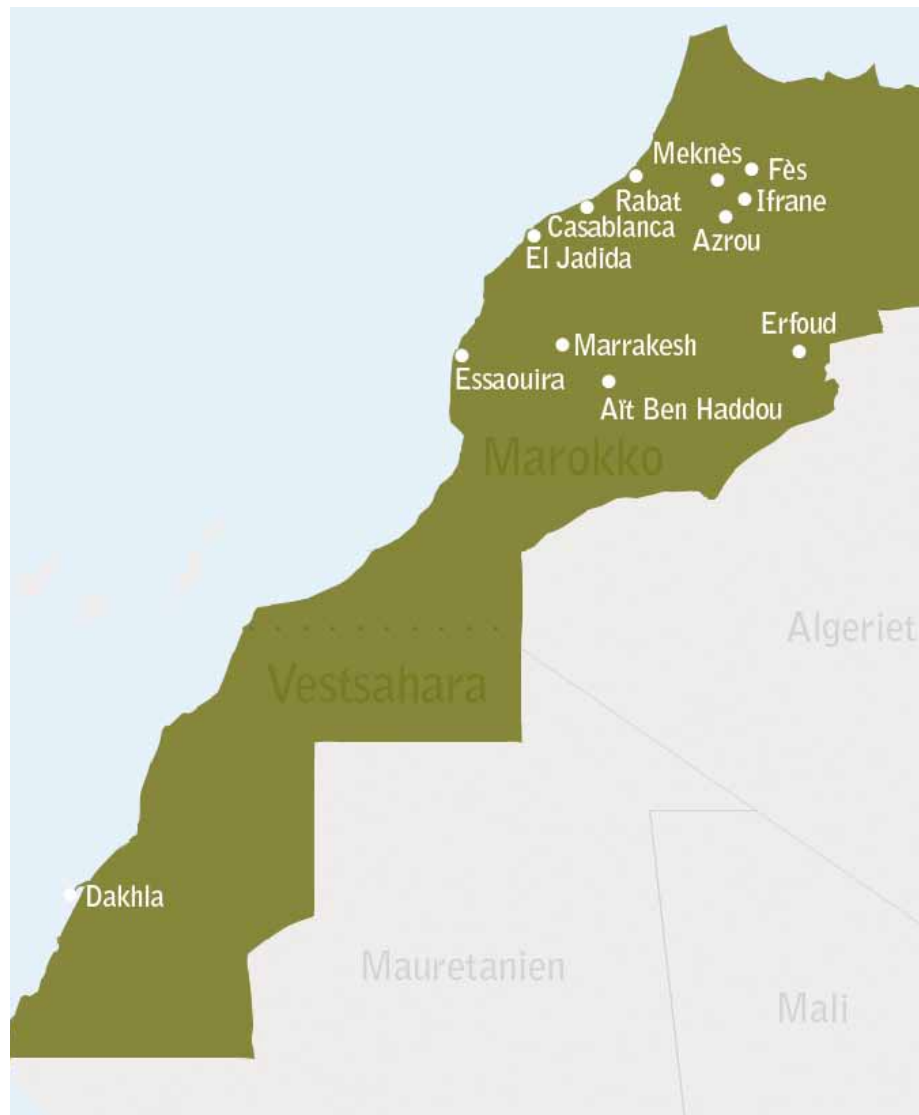 Meknès
Fès
Rabat
Ifrane
Casablanca
Azrou
El Jadida
Erfoud
Marrakesh
Essaouira
Aït Ben Haddou
Marokko
Algeriet
Vestsahara
Dakhla
Mauretanien
Mali